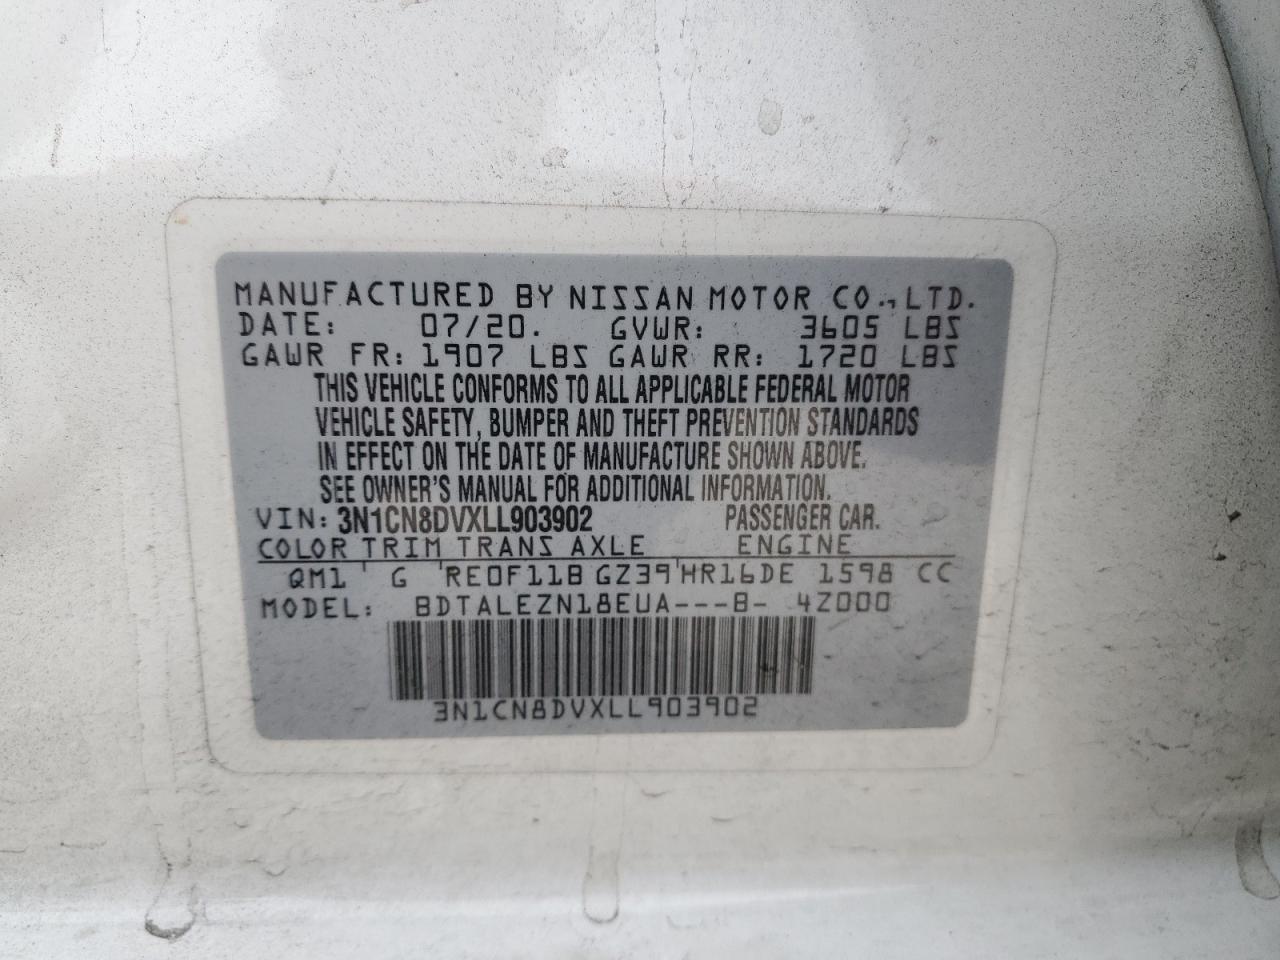 MANUFACTURED BY NISSAN MOTOR CO., LTD.
DATE: 07/20. GVWR: 3605 LBS
GAWR FR: 1907 LBS GAWR RR: 1720 LBS
THIS VEHICLE CONFORMS TO ALL APPLICABLE FEDERAL MOTOR
VEHICLE SAFETY, BUMPER AND THEFT PREVENTION STANDARDS
IN EFFECT ON THE DATE OF MANUFACTURE SHOWN ABOVE.
SEE OWNER'S MANUAL FOR ADDITIONAL INFORMATION.
VIN: 3N1CN8DVXLL903902 PASSENGER CAR.
COLOR TRIM TRANS AXLE ENGINE
QM1 G RE0F11B GZ39 HR16DE 1598 CC
MODEL: BDTALEZN18EUA---B- 4Z000
3N1CN8DVXLL903902